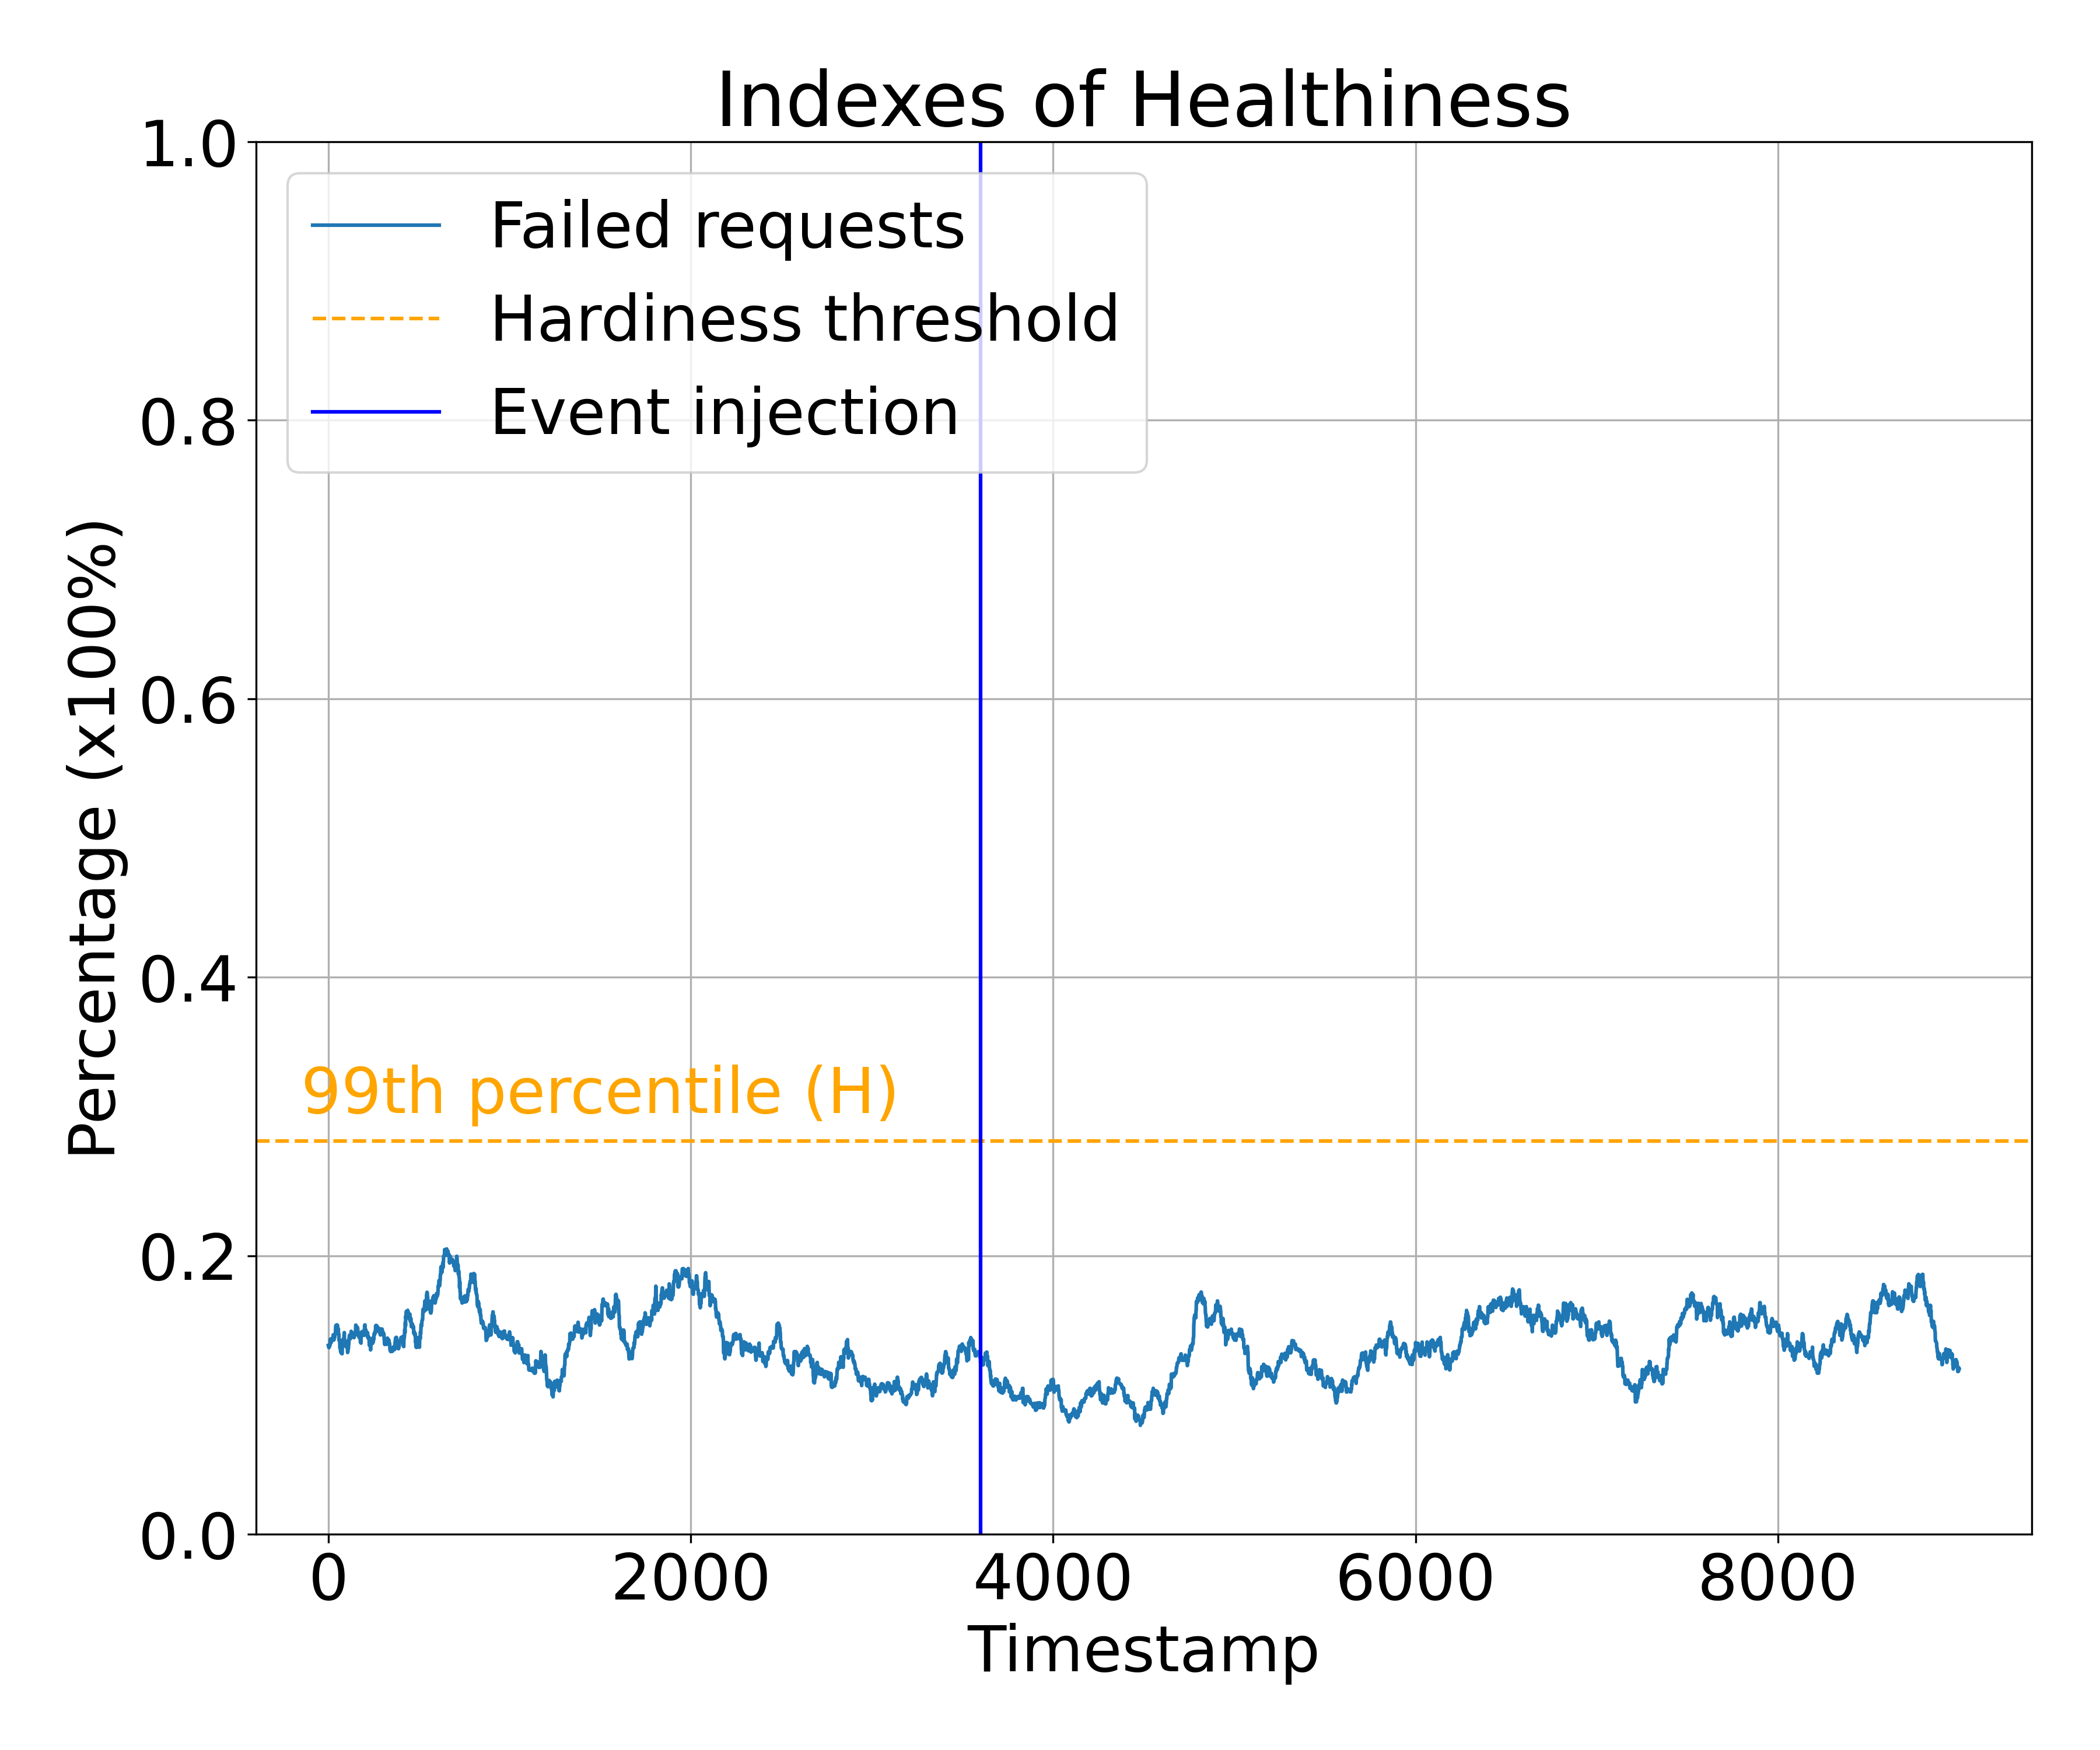 Indexes of Healthiness
Failed requests
Hardiness threshold
Event injection
1.0
0.8
0.6
0.4
0.2
0.0
Percentage (x100%)
99th percentile (H)
0 2000 4000 6000 8000
Timestamp